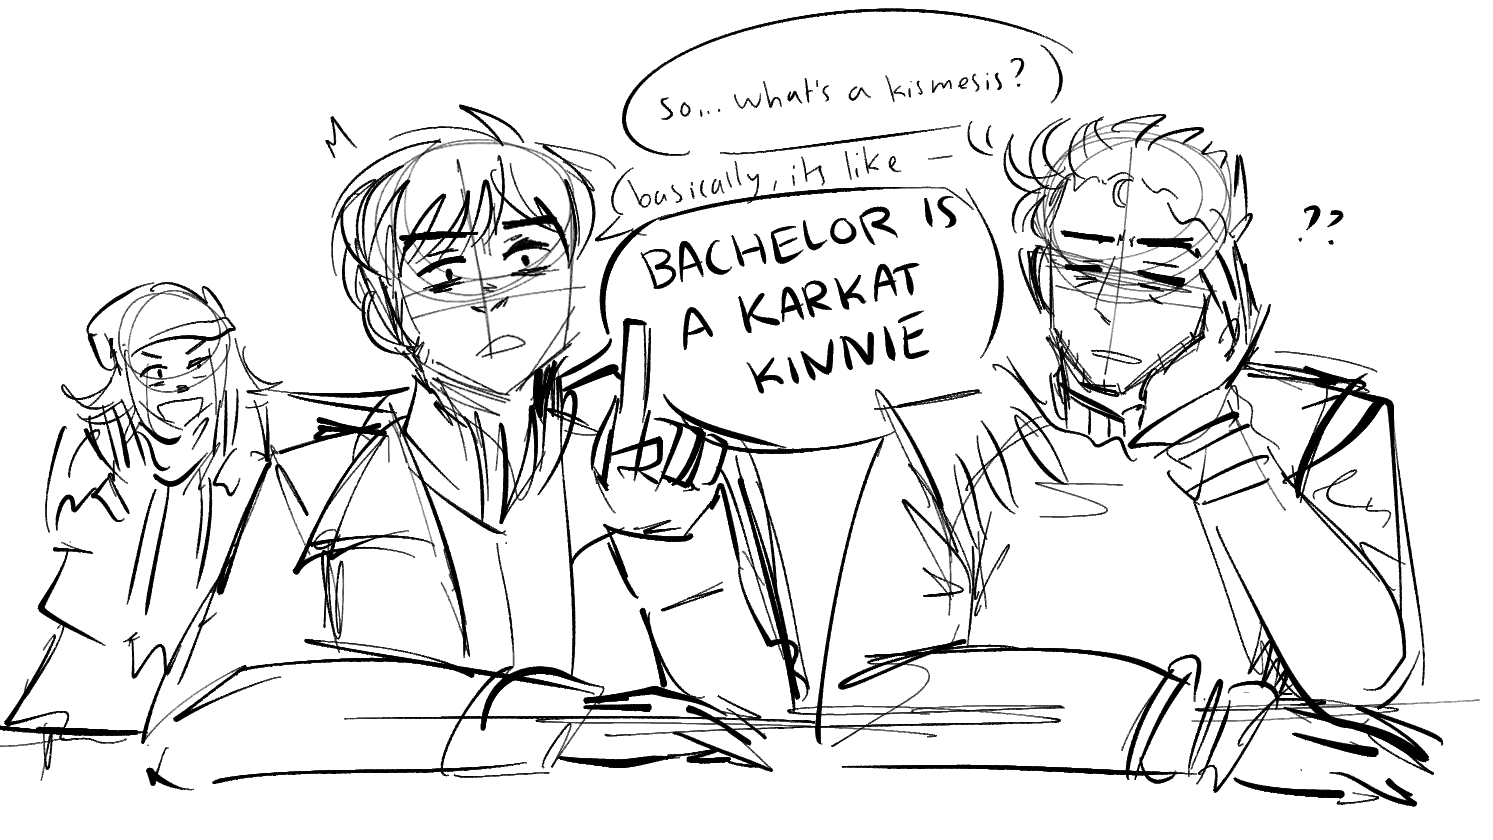 so... what's a kismesis?
basically, its like —
BACHELOR IS
A KARKAT
KINNIE
??